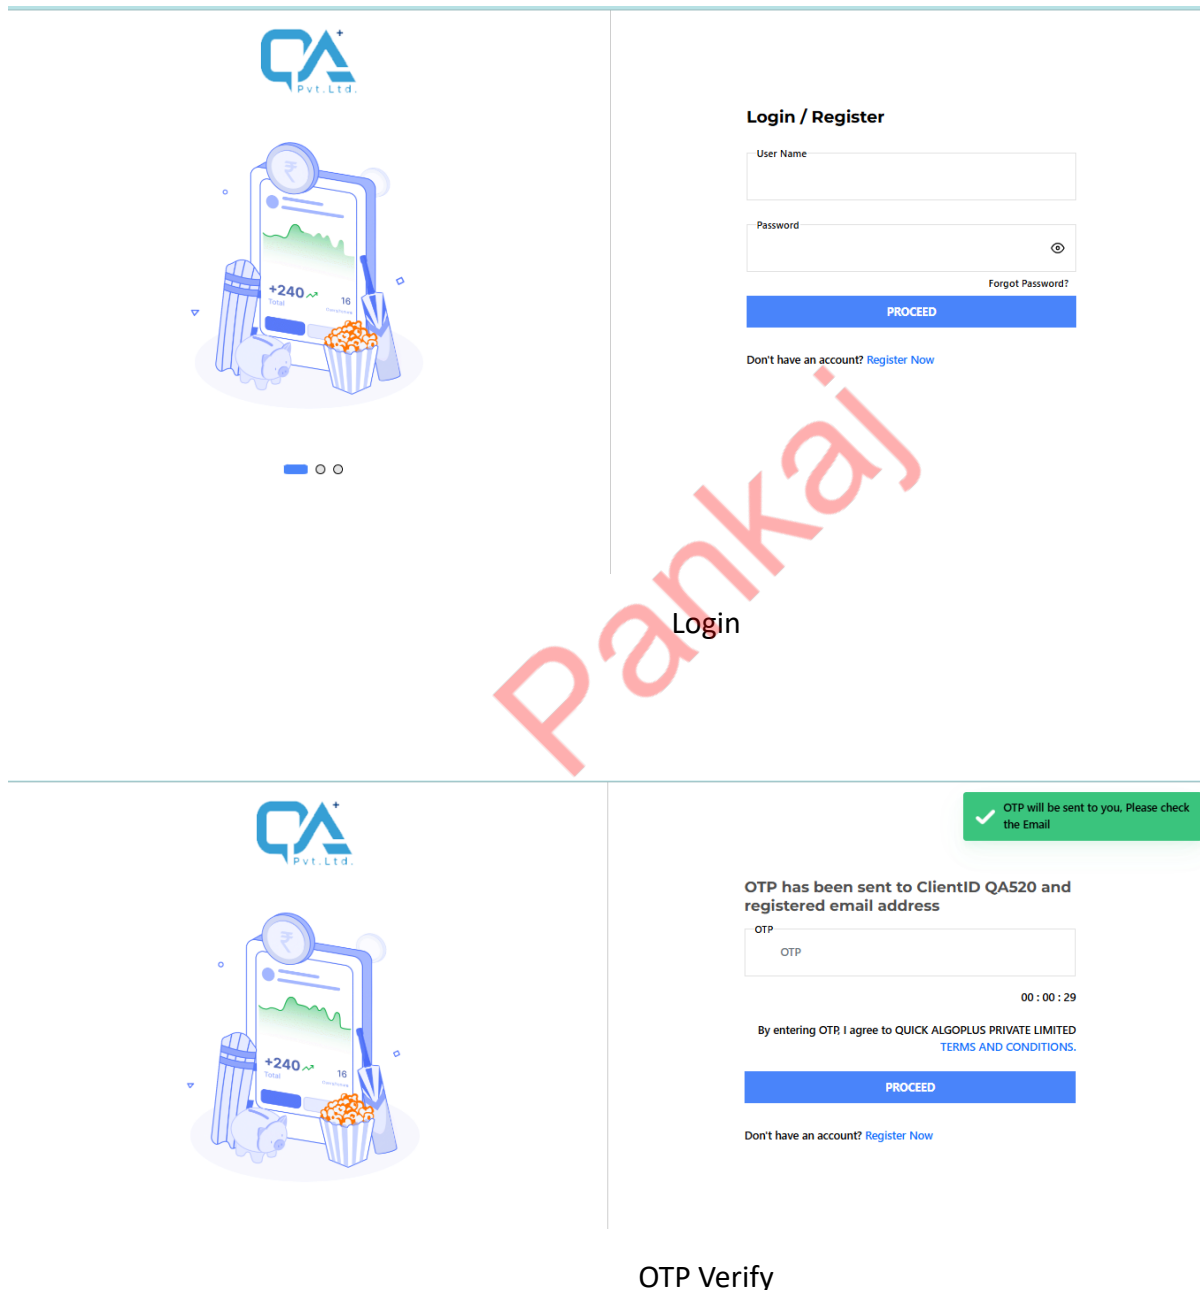 QA+
Pvt.Ltd.
Login / Register
User Name
Password
Forgot Password?
PROCEED
Don't have an account? Register Now
₹
+240
Total
16
Pankaj
Login
QA+
Pvt.Ltd.
OTP will be sent to you, Please check
the Email
OTP has been sent to ClientID QA520 and
registered email address
OTP
OTP
00 : 00 : 29
By entering OTP, I agree to QUICK ALGOPLUS PRIVATE LIMITED
TERMS AND CONDITIONS.
PROCEED
Don't have an account? Register Now
₹
+240
Total
16
OTP Verify